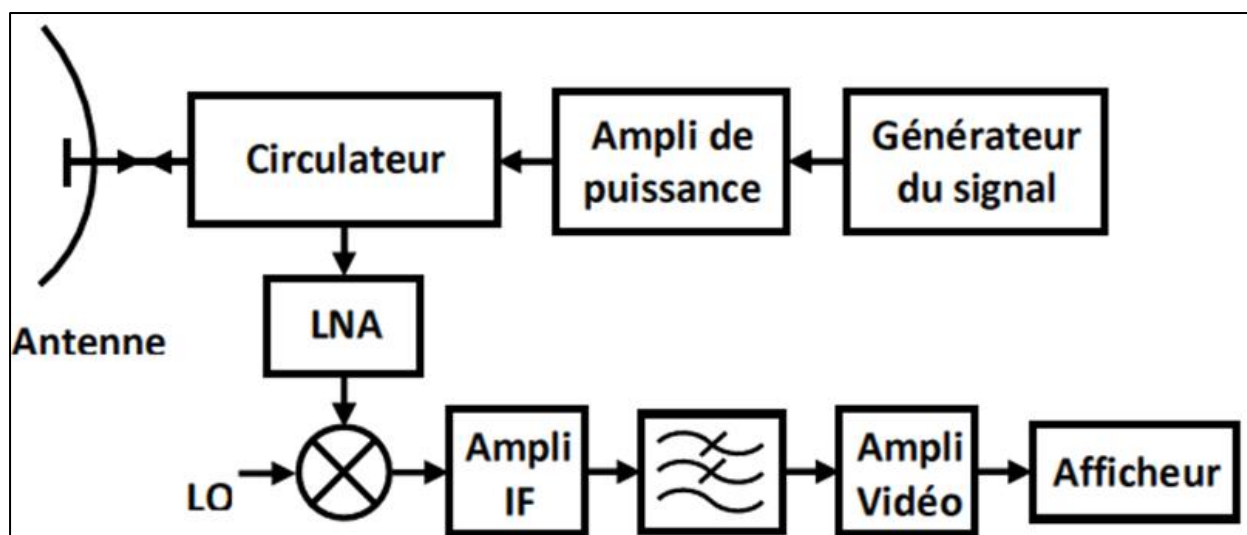 Circulateur
Ampli de
puissance
Générateur
du signal
Antenne
LNA
LO
Ampli
IF
Ampli
Vidéo
Afficheur